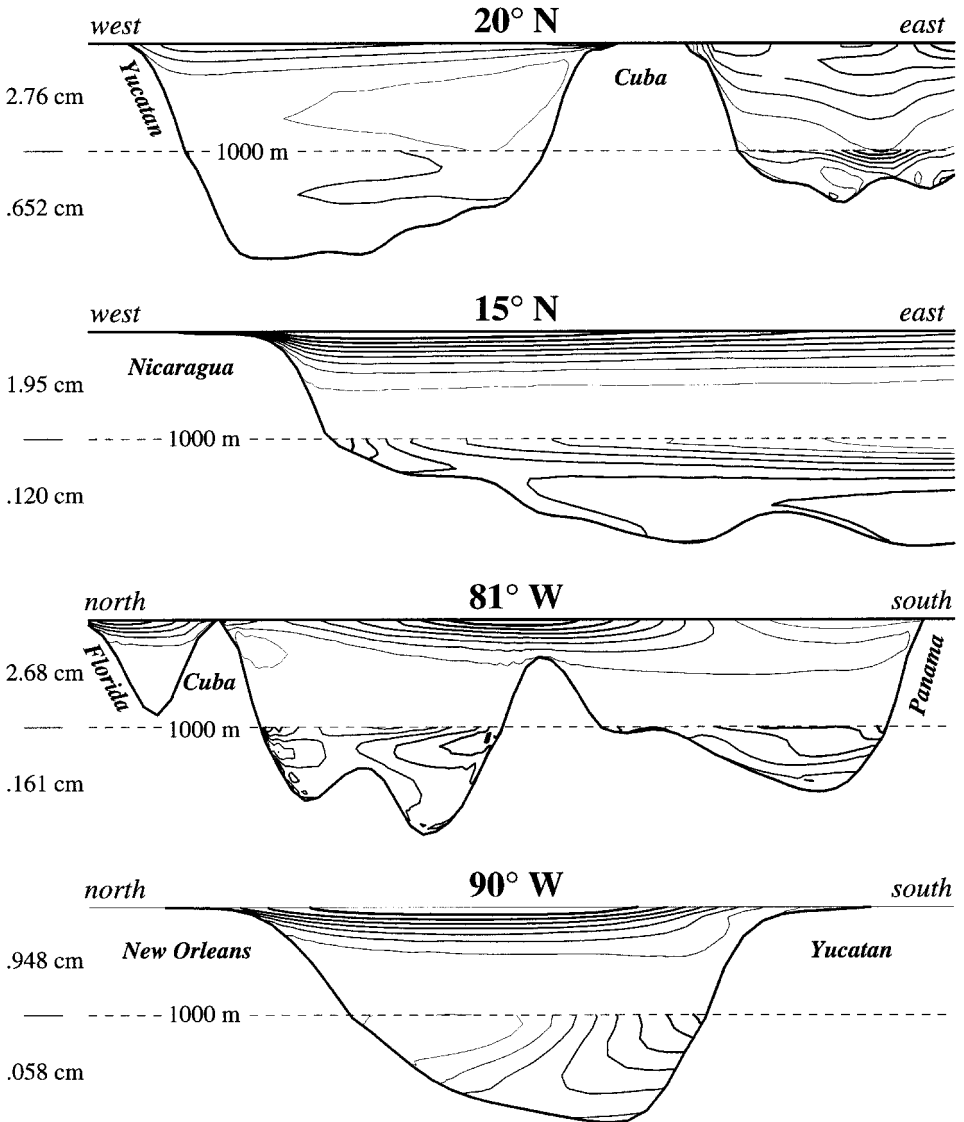 20° N
west
east
Yucatan
Cuba
2.76 cm
1000 m
.652 cm
15° N
west
east
Nicaragua
1.95 cm
1000 m
.120 cm
81° W
north
south
Florida
Cuba
Panama
2.68 cm
1000 m
.161 cm
90° W
north
south
New Orleans
Yucatan
.948 cm
1000 m
.058 cm